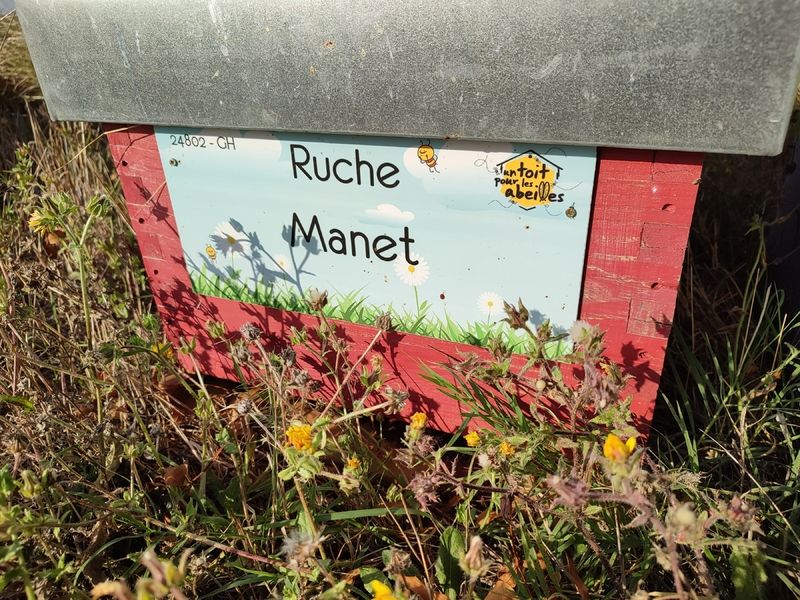 24802 - GH
Ruche
Manet
un toit
pour les
abeilles